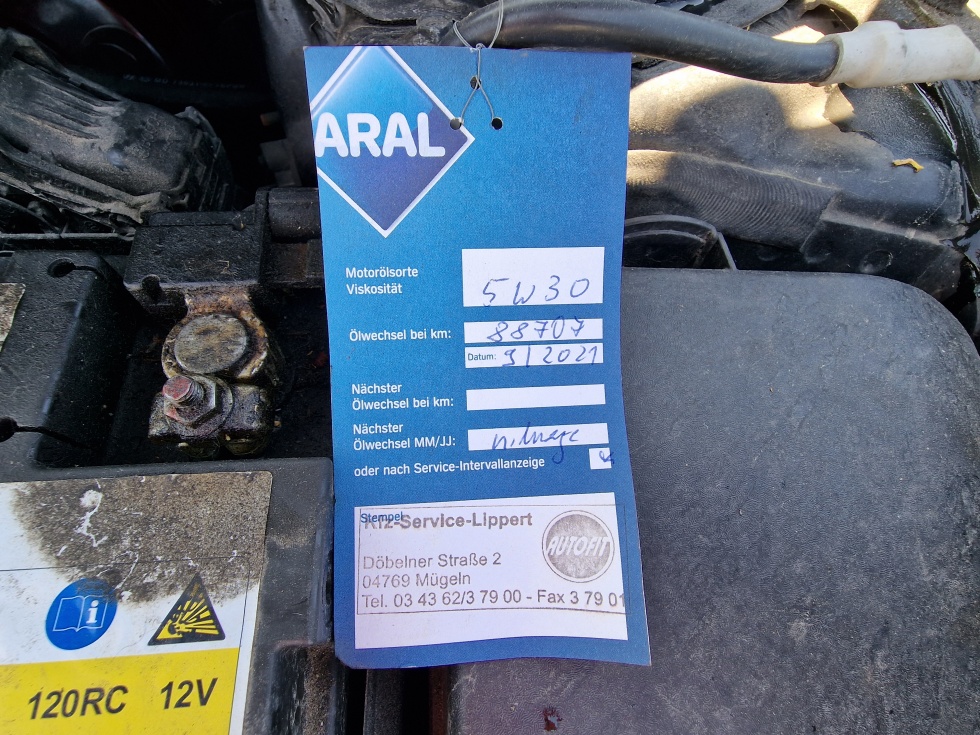 ARAL
Motorölsorte
Viskosität
5W30
Ölwechsel bei km: 88707
Datum: 9/2021
Nächster
Ölwechsel bei km:
Nächster
Ölwechsel MM/JJ:
oder nach Service-Intervallanzeige
Stempel
Kfz-Service-Lippert
AUTOFIT
Döbelner Straße 2
04769 Mügeln
Tel. 03 43 62/3 79 00 - Fax 3 79 01
120RC 12V